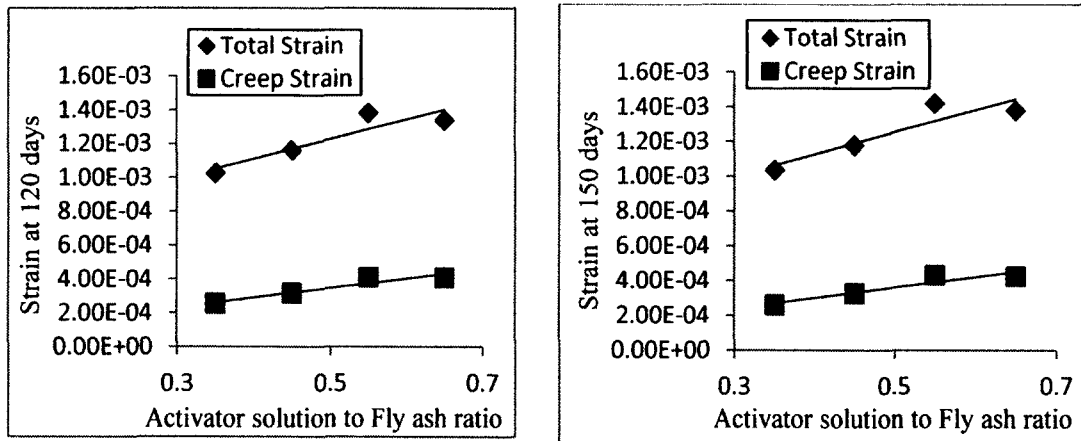 Total Strain
Creep Strain
1.60E-03
1.40E-03
1.20E-03
1.00E-03
8.00E-04
6.00E-04
4.00E-04
2.00E-04
0.00E+00
Strain at 120 days
0.3
0.5
0.7
Activator solution to Fly ash ratio
Total Strain
Creep Strain
1.60E-03
1.40E-03
1.20E-03
1.00E-03
8.00E-04
6.00E-04
4.00E-04
2.00E-04
0.00E+00
Strain at 150 days
0.3
0.5
0.7
Activator solution to Fly ash ratio